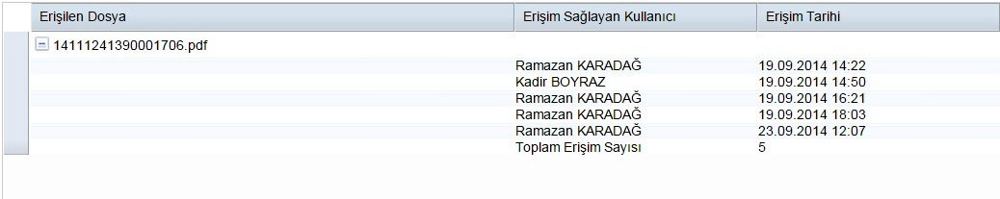 Erişilen Dosya Erişim Sağlayan Kullanıcı Erişim Tarihi
14111241390001706.pdf
Ramazan KARADAĞ 19.09.2014 14:22
Kadir BOYRAZ 19.09.2014 14:50
Ramazan KARADAĞ 19.09.2014 16:21
Ramazan KARADAĞ 19.09.2014 18:03
Ramazan KARADAĞ 23.09.2014 12:07
Toplam Erişim Sayısı 5